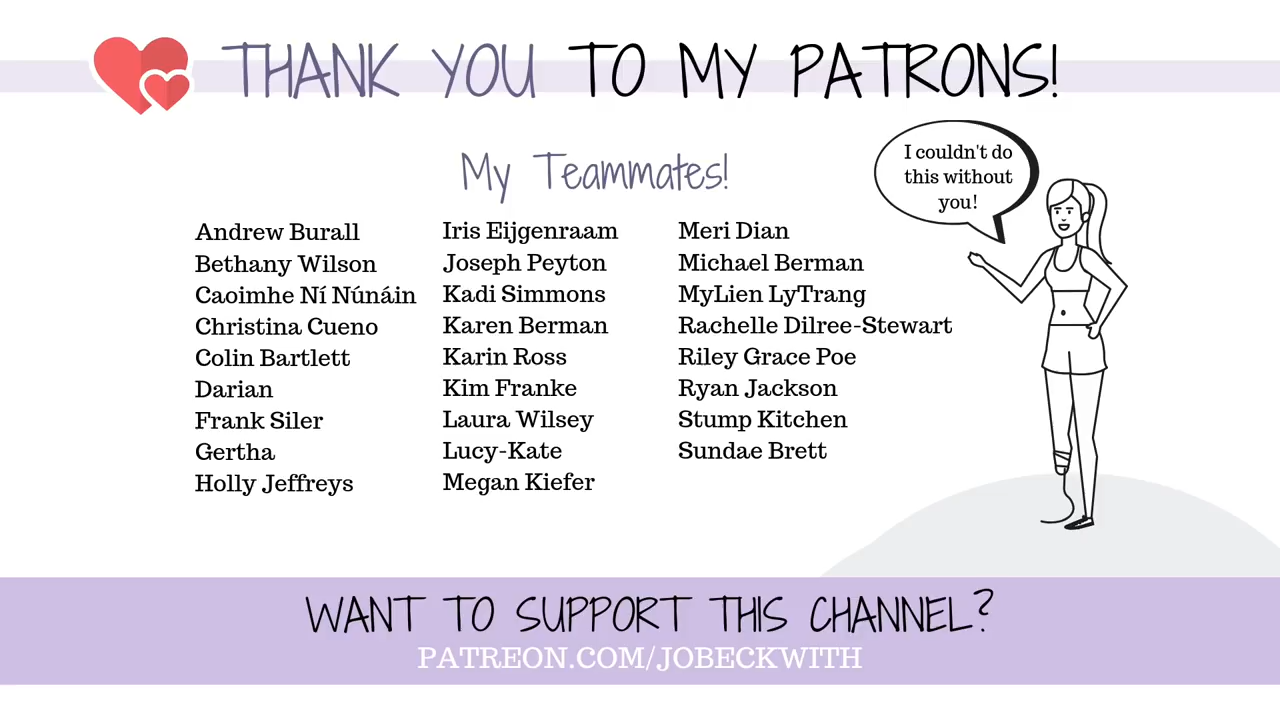 THANK YOU TO MY PATRONS!
My Teammates!
I couldn't do
this without
you!
Andrew Burall
Bethany Wilson
Caoimhe Ní Núnáin
Christina Cueno
Colin Bartlett
Darian
Frank Siler
Gertha
Holly Jeffreys
Iris Eijgenraam
Joseph Peyton
Kadi Simmons
Karen Berman
Karin Ross
Kim Franke
Laura Wilsey
Lucy-Kate
Megan Kiefer
Meri Dian
Michael Berman
MyLien LyTrang
Rachelle Dilree-Stewart
Riley Grace Poe
Ryan Jackson
Stump Kitchen
Sundae Brett
WANT TO SUPPORT THIS CHANNEL?
PATREON.COM/JOBECKWITH